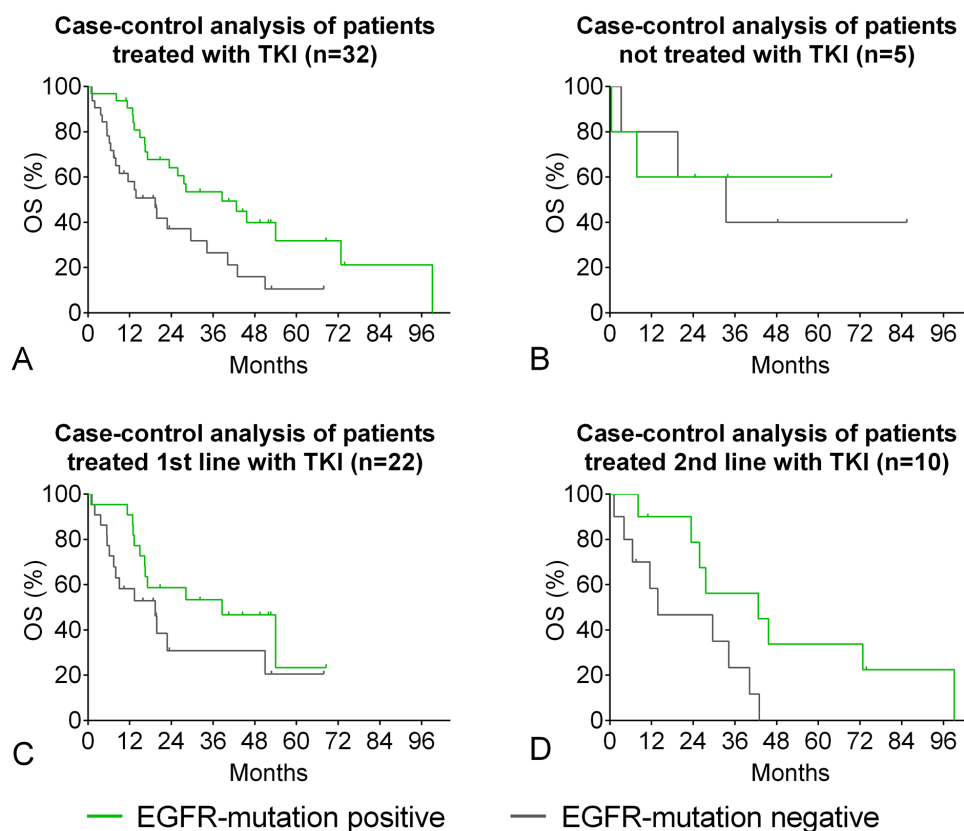 Case-control analysis of patients
treated with TKI (n=32)
100
80
60
40
20
0
OS (%)
0 12 24 36 48 60 72 84 96
Months
A
Case-control analysis of patients
not treated with TKI (n=5)
100
80
60
40
20
0
OS (%)
0 12 24 36 48 60 72 84 96
Months
B
Case-control analysis of patients
treated 1st line with TKI (n=22)
100
80
60
40
20
0
OS (%)
0 12 24 36 48 60 72 84 96
Months
C
Case-control analysis of patients
treated 2nd line with TKI (n=10)
100
80
60
40
20
0
OS (%)
0 12 24 36 48 60 72 84 96
Months
D
EGFR-mutation positive
EGFR-mutation negative